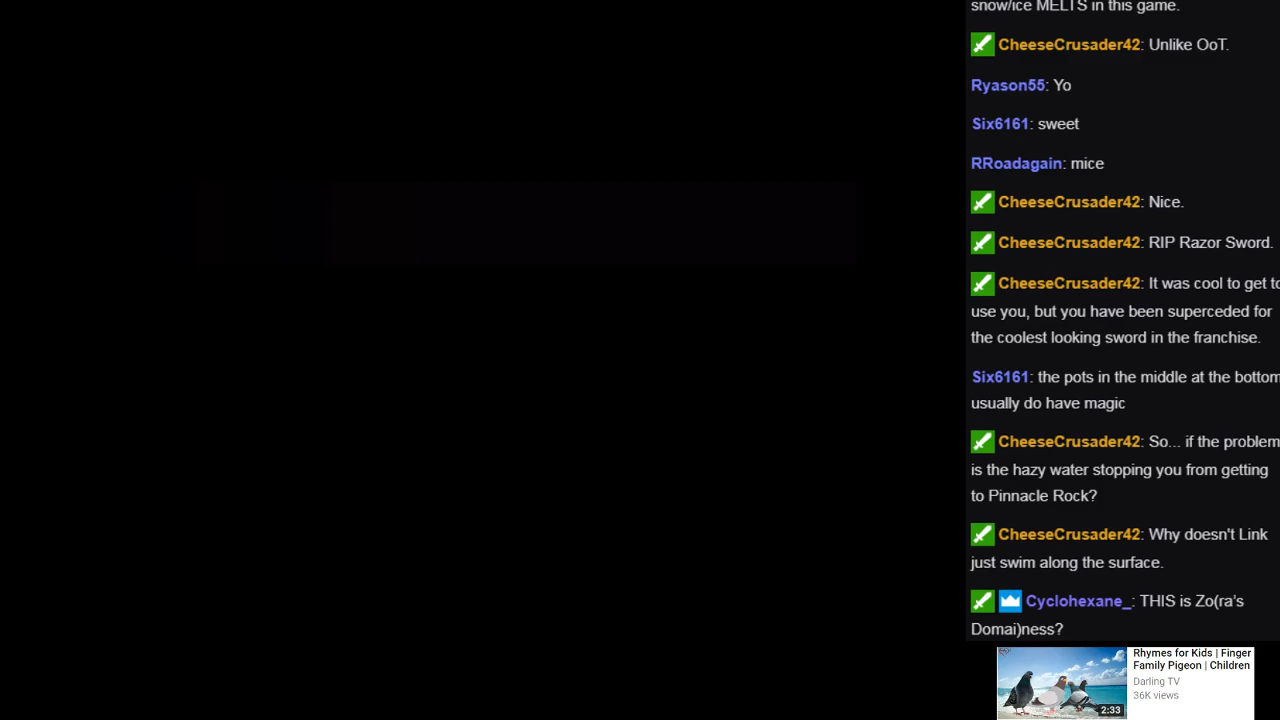 snow/ice MELTS in this game.
CheeseCrusader42: Unlike OoT.
Ryason55: Yo
Six6161: sweet
RRoadagain: mice
CheeseCrusader42: Nice.
CheeseCrusader42: RIP Razor Sword.
CheeseCrusader42: It was cool to get to
use you, but you have been superceded for
the coolest looking sword in the franchise.
Six6161: the pots in the middle at the bottom
usually do have magic
CheeseCrusader42: So... if the problem
is the hazy water stopping you from getting
to Pinnacle Rock?
CheeseCrusader42: Why doesn't Link
just swim along the surface.
Cyclohexane_: THIS is Zo(ra's
Domai)ness?
Rhymes for Kids | Finger
Family Pigeon | Children
Darling TV
36K views
2:33